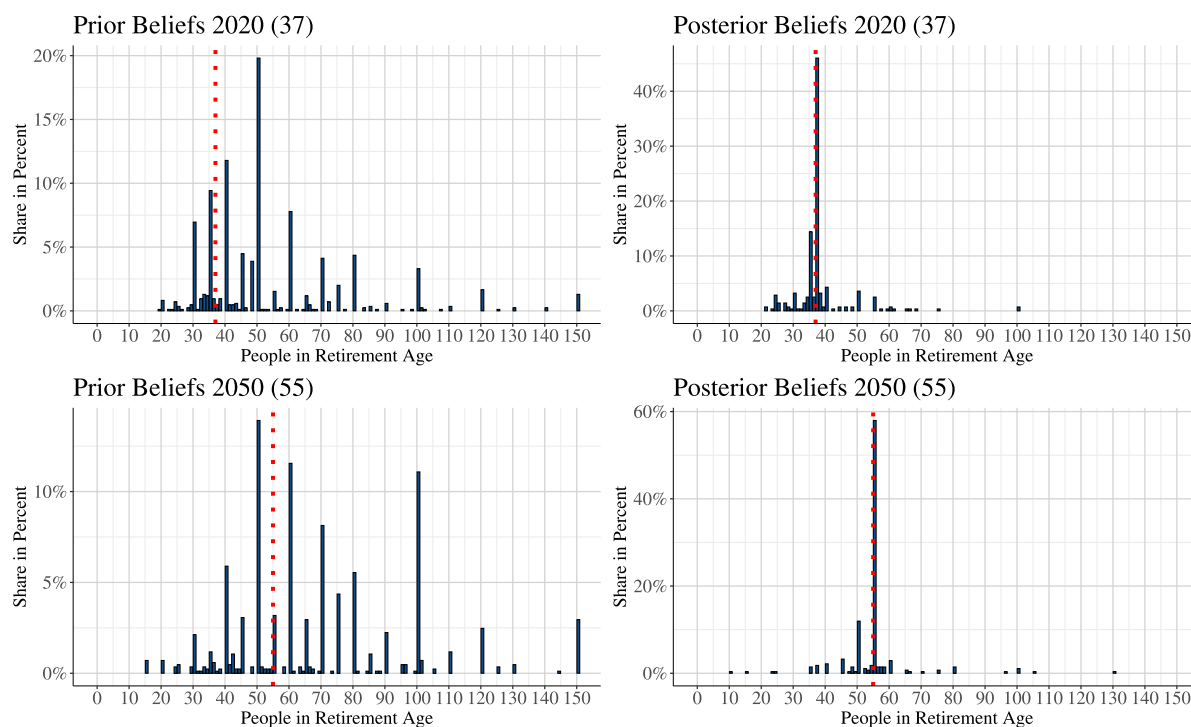 Prior Beliefs 2020 (37)
Share in Percent
20%
15%
10%
5%
0%
0 10 20 30 40 50 60 70 80 90 100 110 120 130 140 150
People in Retirement Age
Posterior Beliefs 2020 (37)
Share in Percent
40%
30%
20%
10%
0%
0 10 20 30 40 50 60 70 80 90 100 110 120 130 140 150
People in Retirement Age
Prior Beliefs 2050 (55)
Share in Percent
10%
5%
0%
0 10 20 30 40 50 60 70 80 90 100 110 120 130 140 150
People in Retirement Age
Posterior Beliefs 2050 (55)
Share in Percent
60%
40%
20%
0%
0 10 20 30 40 50 60 70 80 90 100 110 120 130 140 150
People in Retirement Age